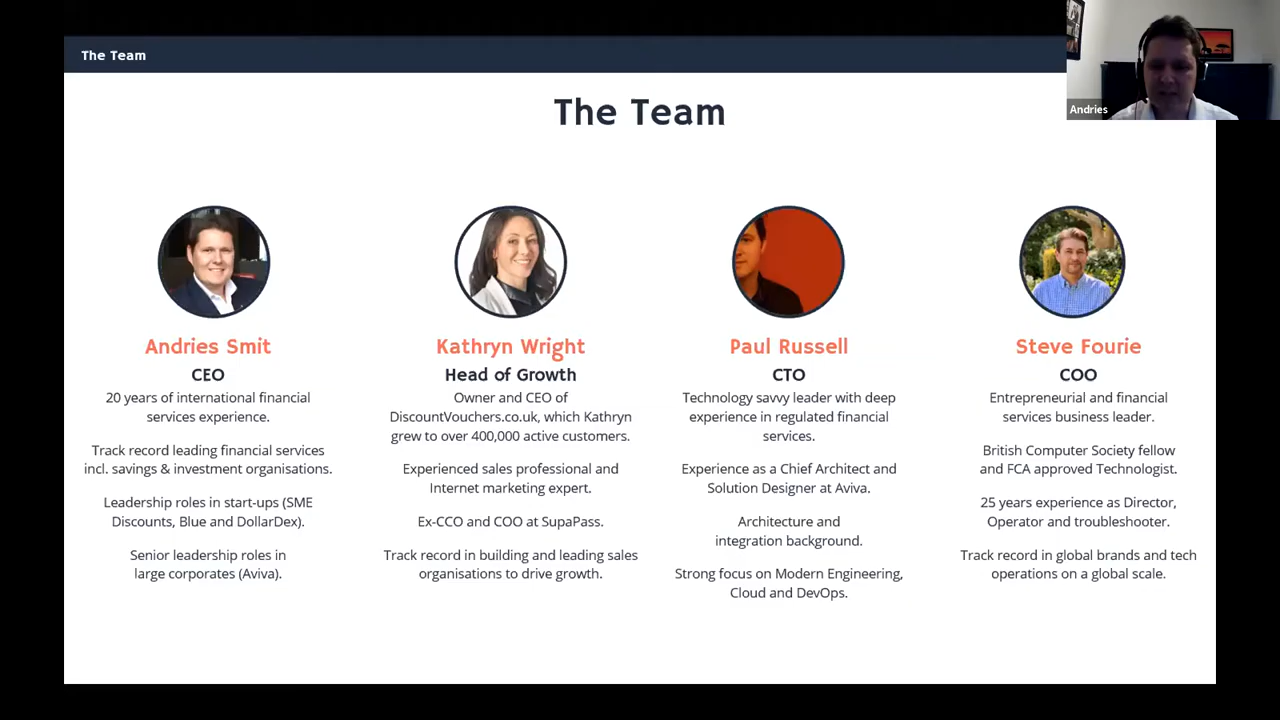 The Team
Andries
The Team
Andries Smit
CEO
20 years of international financial
services experience.
Track record leading financial services
incl. savings & investment organisations.
Leadership roles in start-ups (SME
Discounts, Blue and DollarDex).
Senior leadership roles in
large corporates (Aviva).
Kathryn Wright
Head of Growth
Owner and CEO of
DiscountVouchers.co.uk, which Kathryn
grew to over 400,000 active customers.
Experienced sales professional and
Internet marketing expert.
Ex-CCO and COO at SupaPass.
Track record in building and leading sales
organisations to drive growth.
Paul Russell
CTO
Technology savvy leader with deep
experience in regulated financial
services.
Experience as a Chief Architect and
Solution Designer at Aviva.
Architecture and
integration background.
Strong focus on Modern Engineering,
Cloud and DevOps.
Steve Fourie
COO
Entrepreneurial and financial
services business leader.
British Computer Society fellow
and FCA approved Technologist.
25 years experience as Director,
Operator and troubleshooter.
Track record in global brands and tech
operations on a global scale.